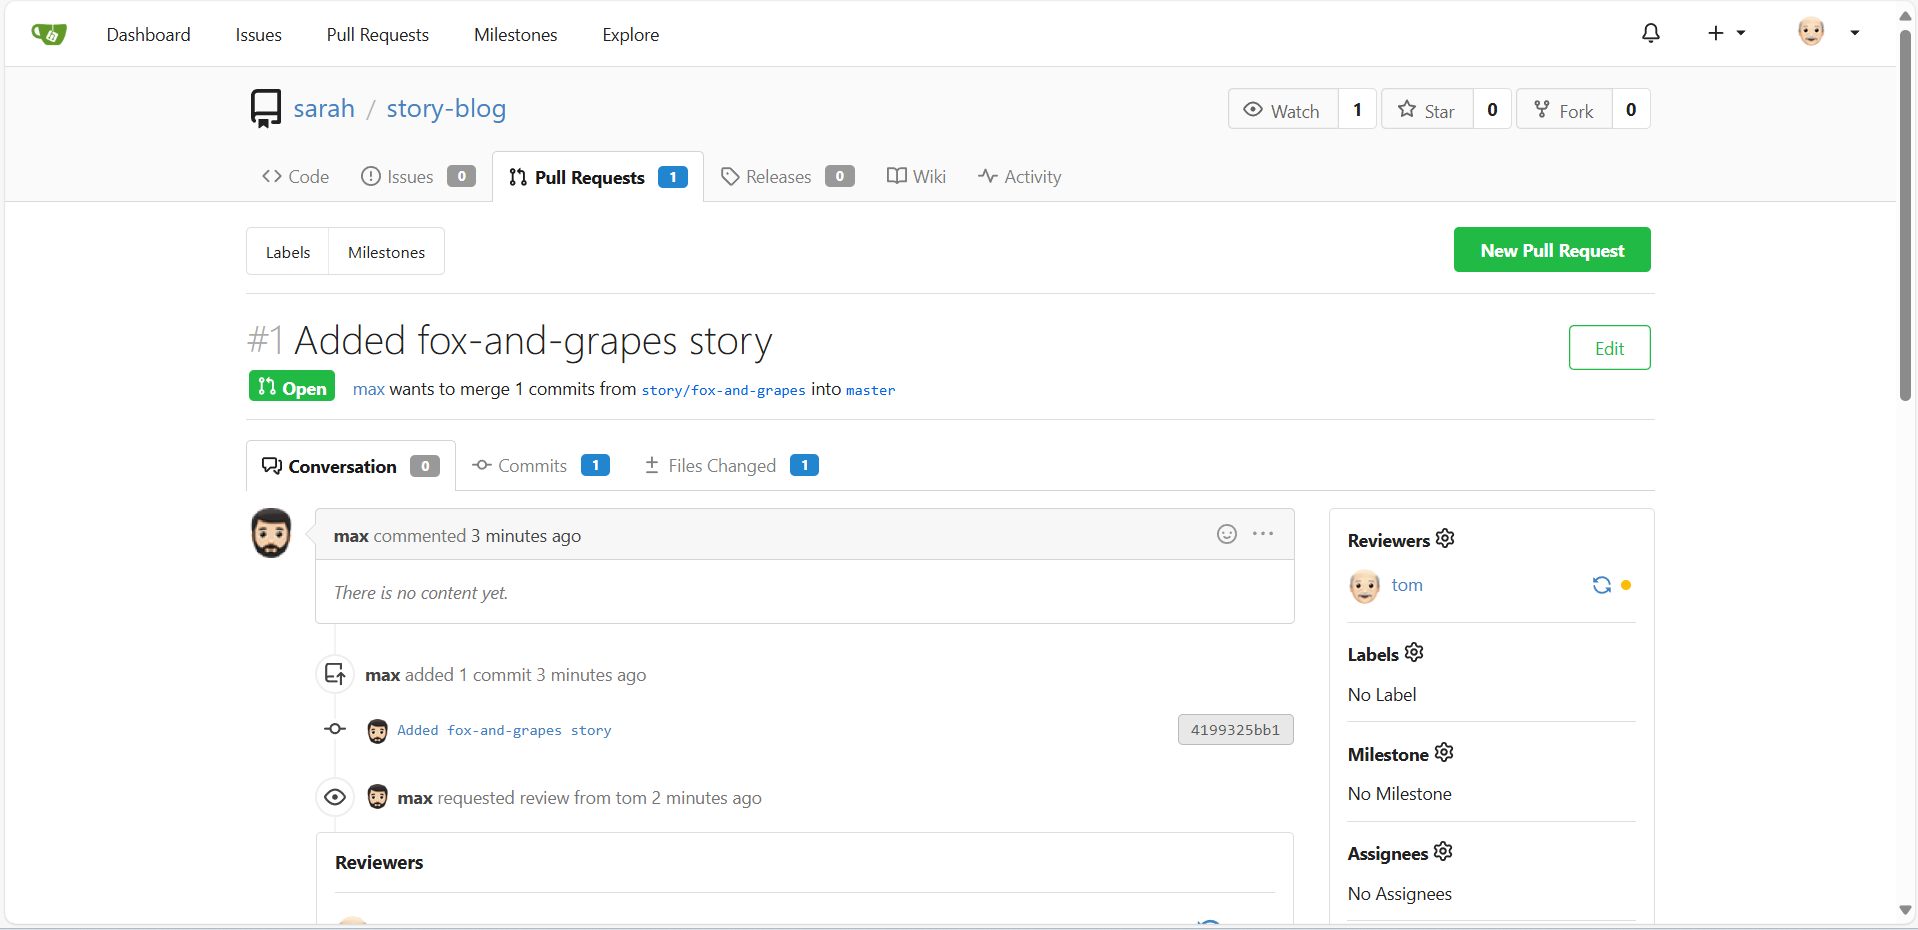 Dashboard Issues Pull Requests Milestones Explore
sarah / story-blog Watch 1 Star 0 Fork 0
Code Issues 0 Pull Requests 1 Releases 0 Wiki Activity
Labels Milestones New Pull Request
#1 Added fox-and-grapes story Edit
Open max wants to merge 1 commits from story/fox-and-grapes into master
Conversation 0 Commits 1 Files Changed 1
max commented 3 minutes ago
There is no content yet.
max added 1 commit 3 minutes ago
Added fox-and-grapes story 4199325bb1
max requested review from tom 2 minutes ago
Reviewers
Reviewers
tom
Labels
No Label
Milestone
No Milestone
Assignees
No Assignees